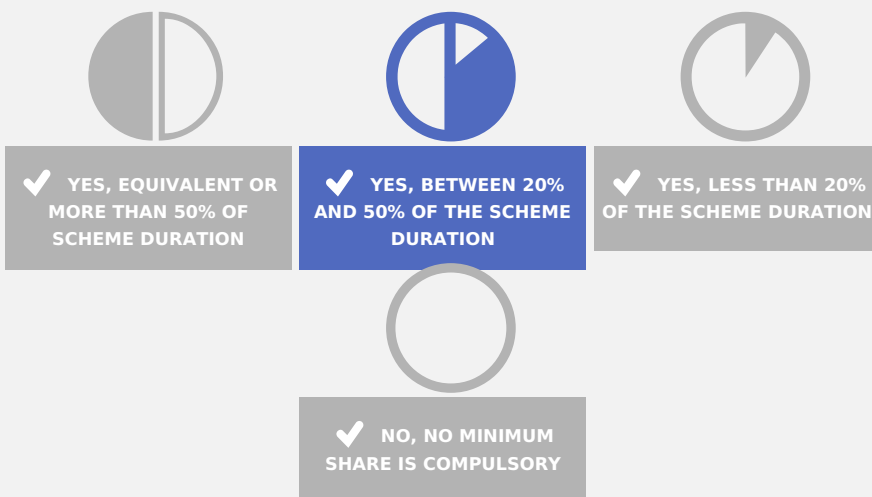 YES, EQUIVALENT OR
MORE THAN 50% OF
SCHEME DURATION
YES, BETWEEN 20%
AND 50% OF THE SCHEME
DURATION
YES, LESS THAN 20%
OF THE SCHEME DURATION
NO, NO MINIMUM
SHARE IS COMPULSORY